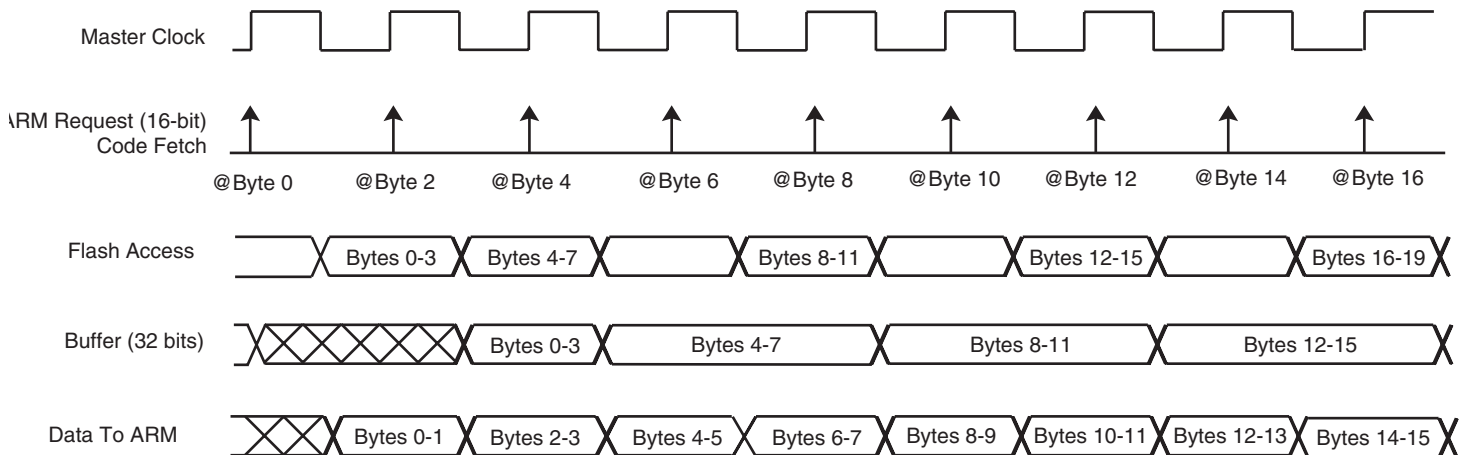 Master Clock
ARM Request (16-bit)
Code Fetch
@Byte 0 @Byte 2 @Byte 4 @Byte 6 @Byte 8 @Byte 10 @Byte 12 @Byte 14 @Byte 16
Flash Access Bytes 0-3 Bytes 4-7 Bytes 8-11 Bytes 12-15 Bytes 16-19
Buffer (32 bits) Bytes 0-3 Bytes 4-7 Bytes 8-11 Bytes 12-15
Data To ARM Bytes 0-1 Bytes 2-3 Bytes 4-5 Bytes 6-7 Bytes 8-9 Bytes 10-11 Bytes 12-13 Bytes 14-15